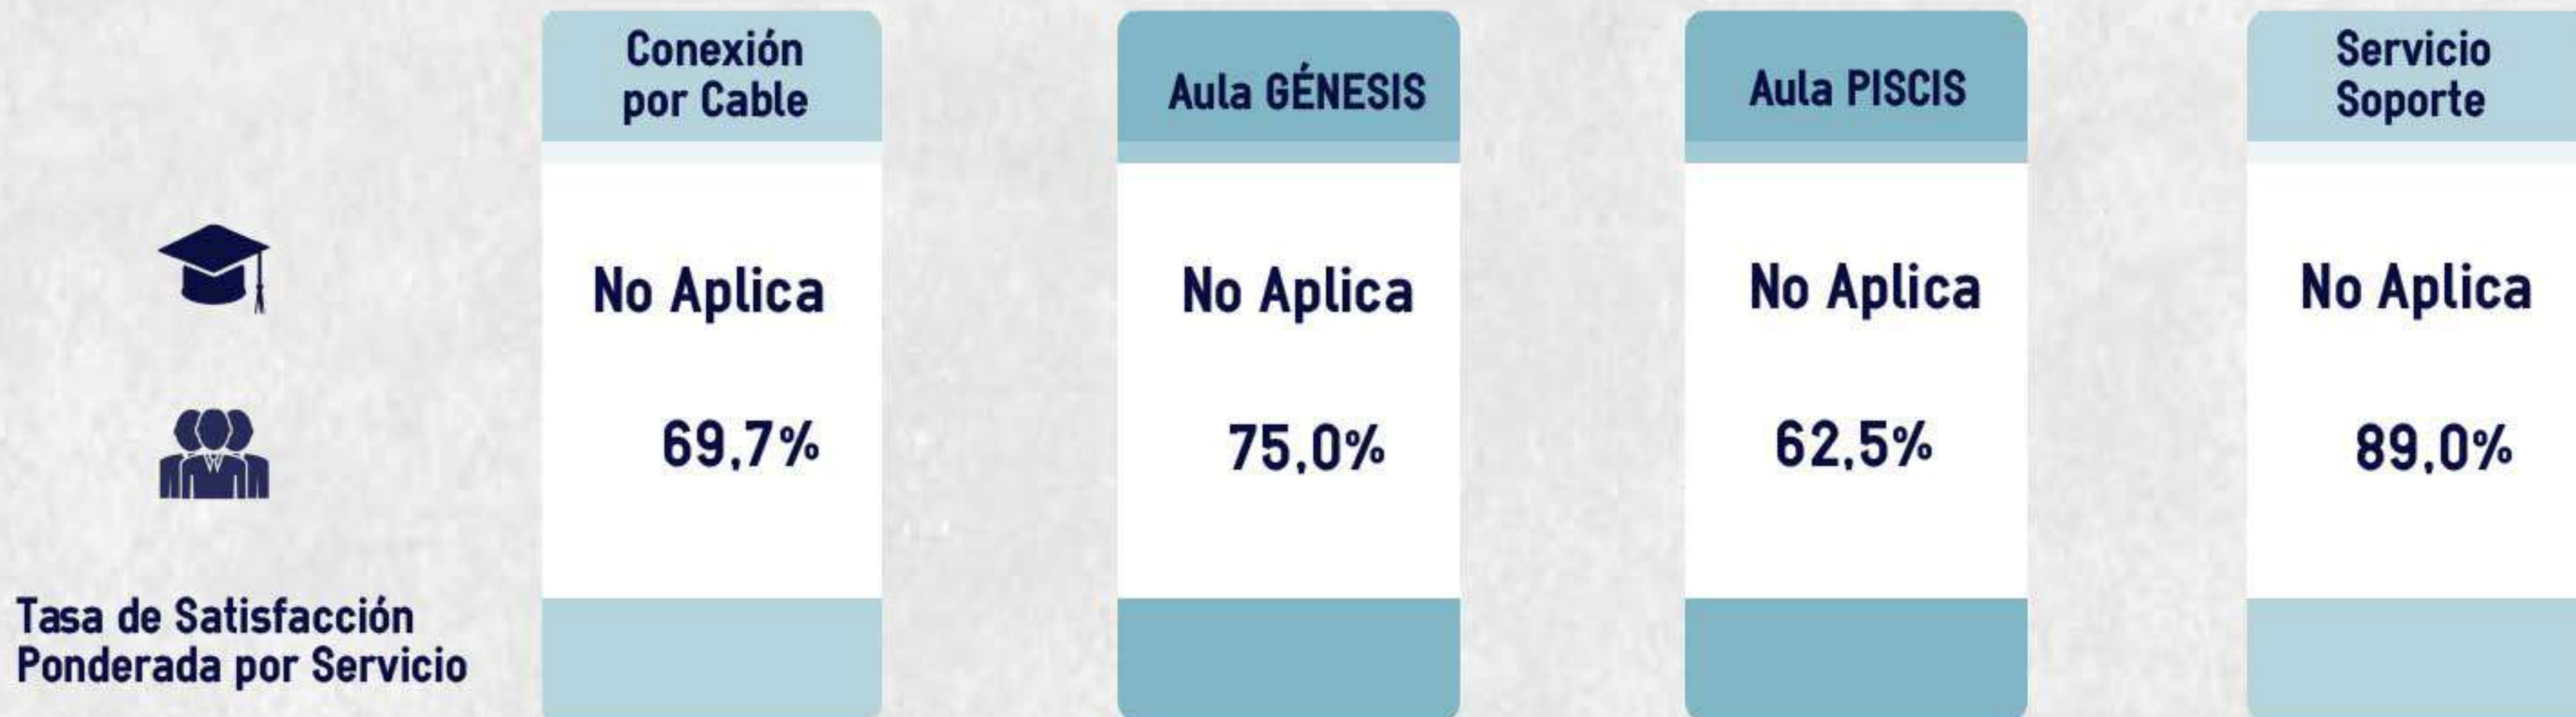 Conexión
por Cable
Aula GÉNESIS
Aula PISCIS
Servicio
Soporte
No Aplica
No Aplica
No Aplica
No Aplica
69,7%
75,0%
62,5%
89,0%
Tasa de Satisfacción
Ponderada por Servicio